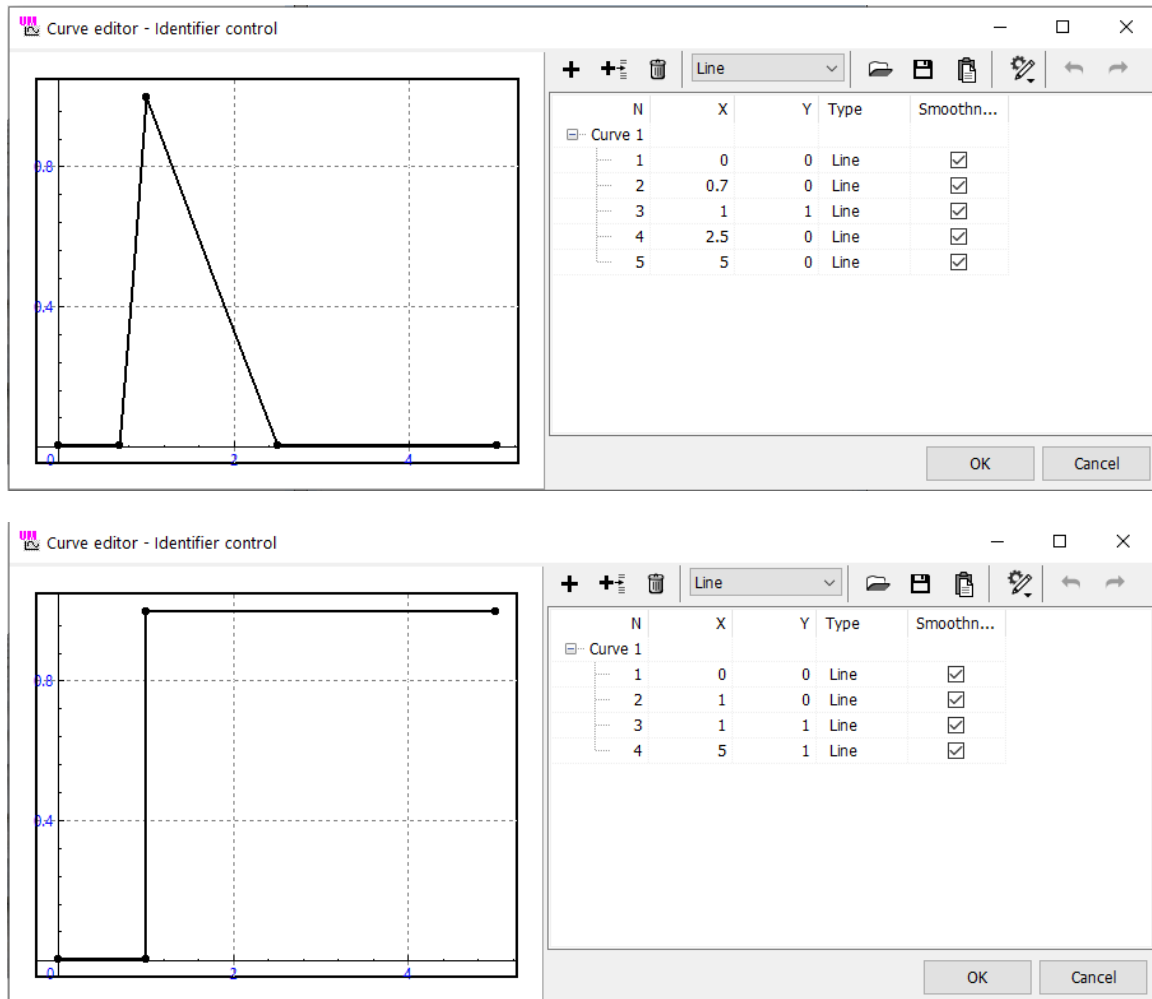 UM Curve editor - Identifier control
Line
N X Y Type Smoothn...
Curve 1
1 0 0 Line
2 0.7 0 Line
3 1 1 Line
4 2.5 0 Line
5 5 0 Line
0.8
0.4
0 2 4
OK Cancel
UM Curve editor - Identifier control
Line
N X Y Type Smoothn...
Curve 1
1 0 0 Line
2 1 0 Line
3 1 1 Line
4 5 1 Line
0.8
0.4
0 2 4
OK Cancel